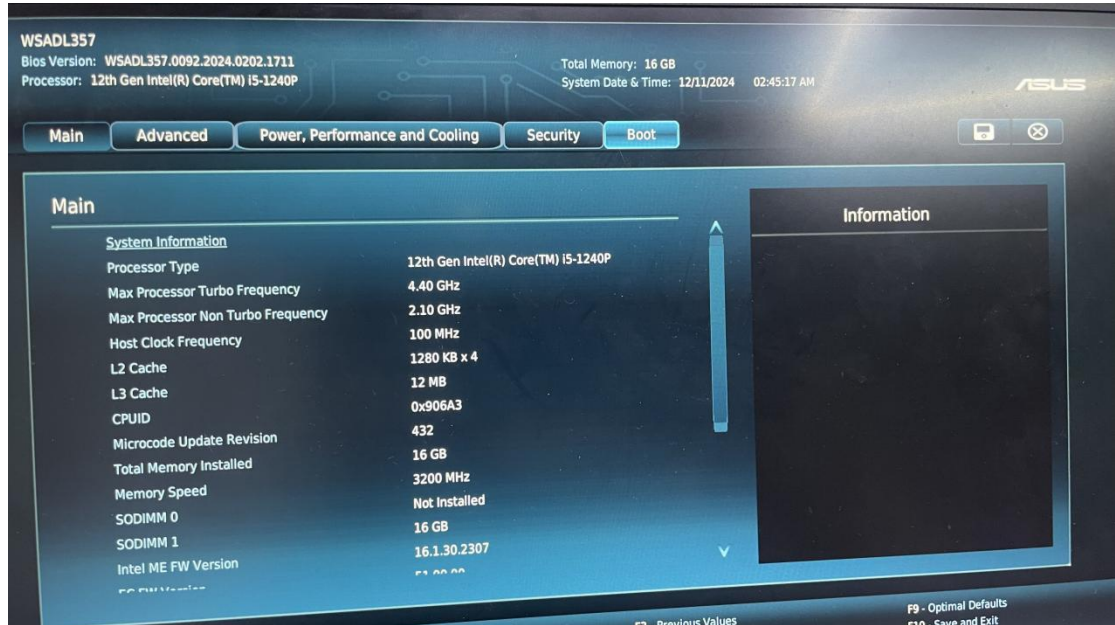 WSADL357
Bios Version: WSADL357.0092.2024.0202.1711
Processor: 12th Gen Intel(R) Core(TM) i5-1240P
Total Memory: 16 GB
System Date & Time: 12/11/2024 02:45:17 AM
ASUS
Main Advanced Power, Performance and Cooling Security Boot
Main
Information
System Information
Processor Type 12th Gen Intel(R) Core(TM) i5-1240P
Max Processor Turbo Frequency 4.40 GHz
Max Processor Non Turbo Frequency 2.10 GHz
Host Clock Frequency 100 MHz
L2 Cache 1280 KB x 4
L3 Cache 12 MB
CPUID 0x906A3
Microcode Update Revision 432
Total Memory Installed 16 GB
Memory Speed 3200 MHz
SODIMM 0 Not Installed
SODIMM 1 16 GB
Intel ME FW Version 16.1.30.2307
Previous Values
F9 - Optimal Defaults
F10 - Save and Exit